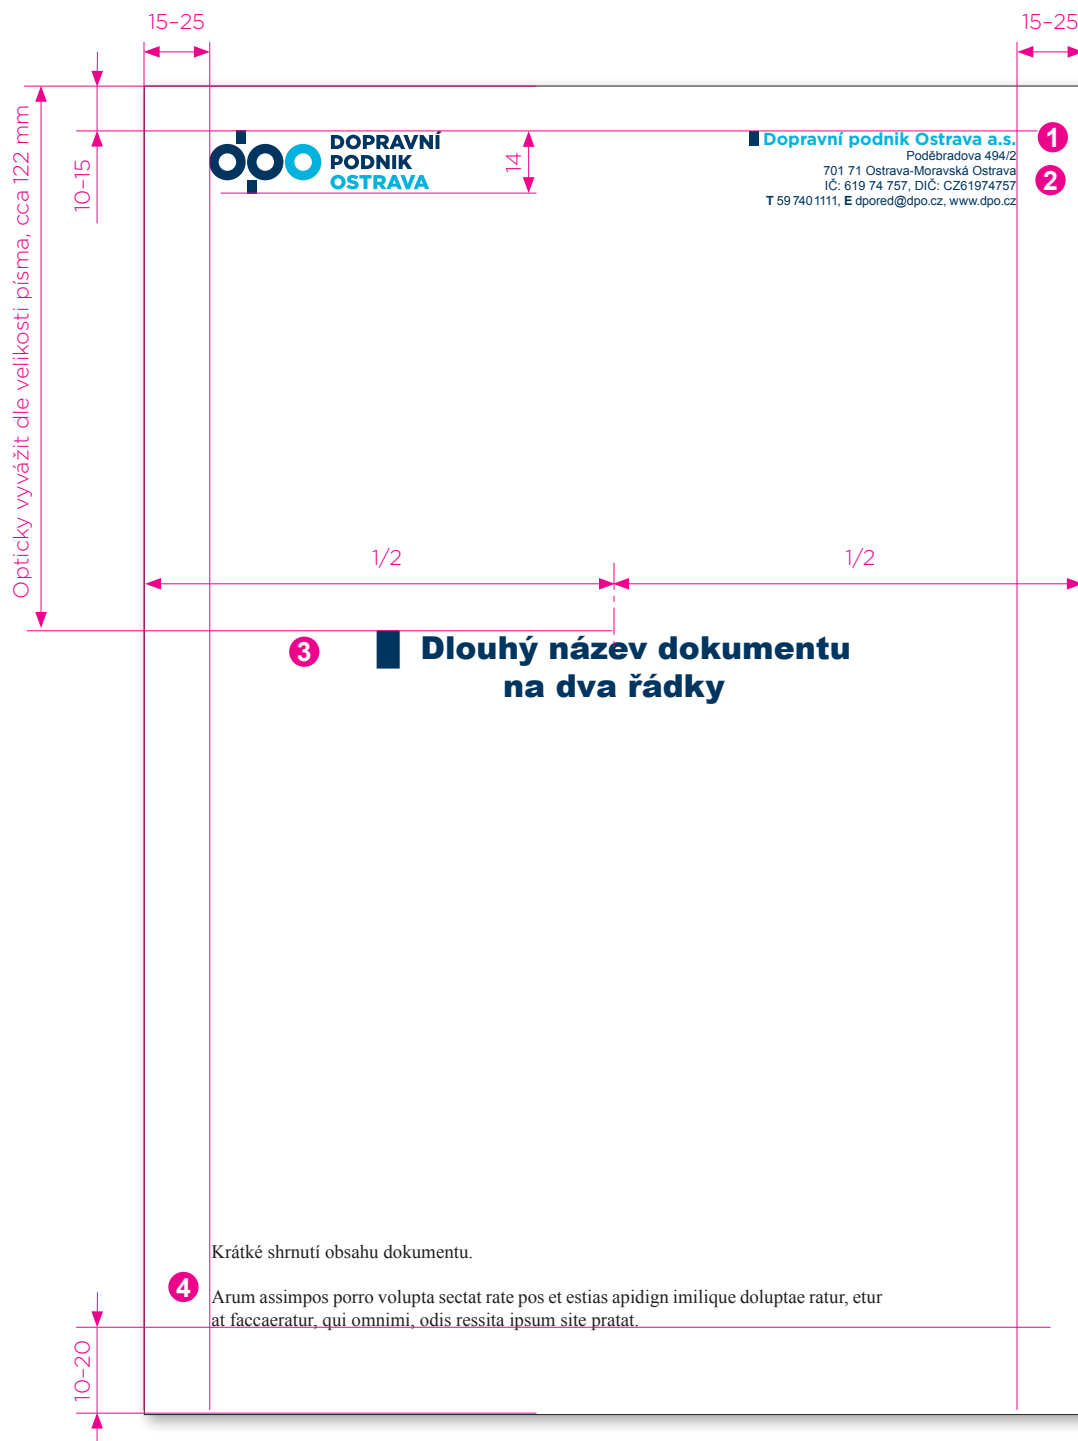 15-25
15-25
Opticky vyvážit dle velikosti písma, cca 122 mm
10-15
dpo
DOPRAVNÍ
PODNIK
OSTRAVA
14
Dopravní podnik Ostrava a.s.
1
Poděbradova 494/2
701 71 Ostrava-Moravská Ostrava
2
IČ: 619 74 757, DIČ: CZ61974757
T 59 740 1111, E dpored@dpo.cz, www.dpo.cz
1/2
1/2
3
Dlouhý název dokumentu
na dva řádky
Krátké shrnutí obsahu dokumentu.
4
Arum assimpos porro volupta sectat rate pos et estias apidign imilique doluptae ratur, etur
at faccaeratur, qui omnimi, odis ressita ipsum site pratat.
10-20